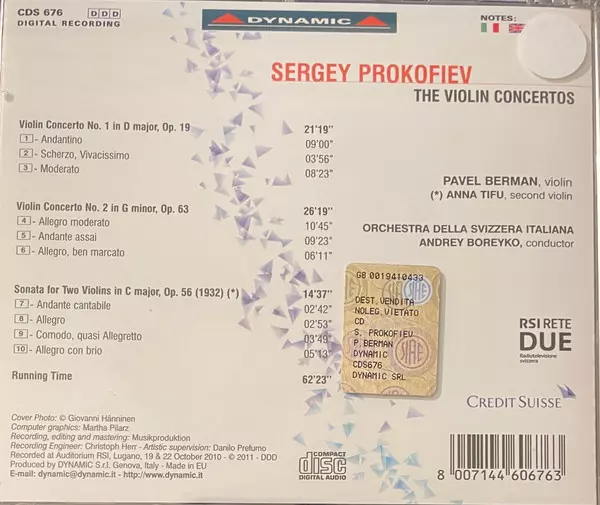 CDS 676 DDD
DIGITAL RECORDING
DYNAMIC
NOTES:
SERGEY PROKOFIEV
THE VIOLIN CONCERTOS
Violin Concerto No. 1 in D major, Op. 19 21'19"
1 - Andantino 09'00"
2 - Scherzo, Vivacissimo 03'56"
3 - Moderato 08'23"
PAVEL BERMAN, violin
(*) ANNA TIFU, second violin
Violin Concerto No. 2 in G minor, Op. 63 26'19"
4 - Allegro moderato 10'45"
5 - Andante assai 09'23"
6 - Allegro, ben marcato 06'11"
ORCHESTRA DELLA SVIZZERA ITALIANA
ANDREY BOREYKO, conductor
Sonata for Two Violins in C major, Op. 56 (1932) (*) 14'37"
7 - Andante cantabile 02'42"
8 - Allegro 02'53"
9 - Comodo, quasi Allegretto 03'49"
10 - Allegro con brio 05'13"
Running Time 62'23"
G8 0019410433
DEST.VENDITA
NOLEG.VIETATO
CD
S. PROKOFIEV
P.BERMAN
DYNAMIC
CDS676
DYNAMIC SRL
SIAE
SIAE
RSI RETE
DUE
Radiotelevisione
svizzera
CREDIT SUISSE
Cover Photo: © Giovanni Hänninen
Computer graphics: Martha Pilarz
Recording, editing and mastering: Musikproduktion
Recording Engineer: Christoph Herr - Artistic supervision: Danilo Prefumo
Recorded at Auditorium RSI, Lugano, 19 & 22 October 2010 - © 2011 - DDD
Produced by DYNAMIC S.r.l. Genova, Italy - Made in EU
E-mail: dynamic@dynamic.it - http://www.dynamic.it
COMPACT
disc
DIGITAL AUDIO
8 007144 606763